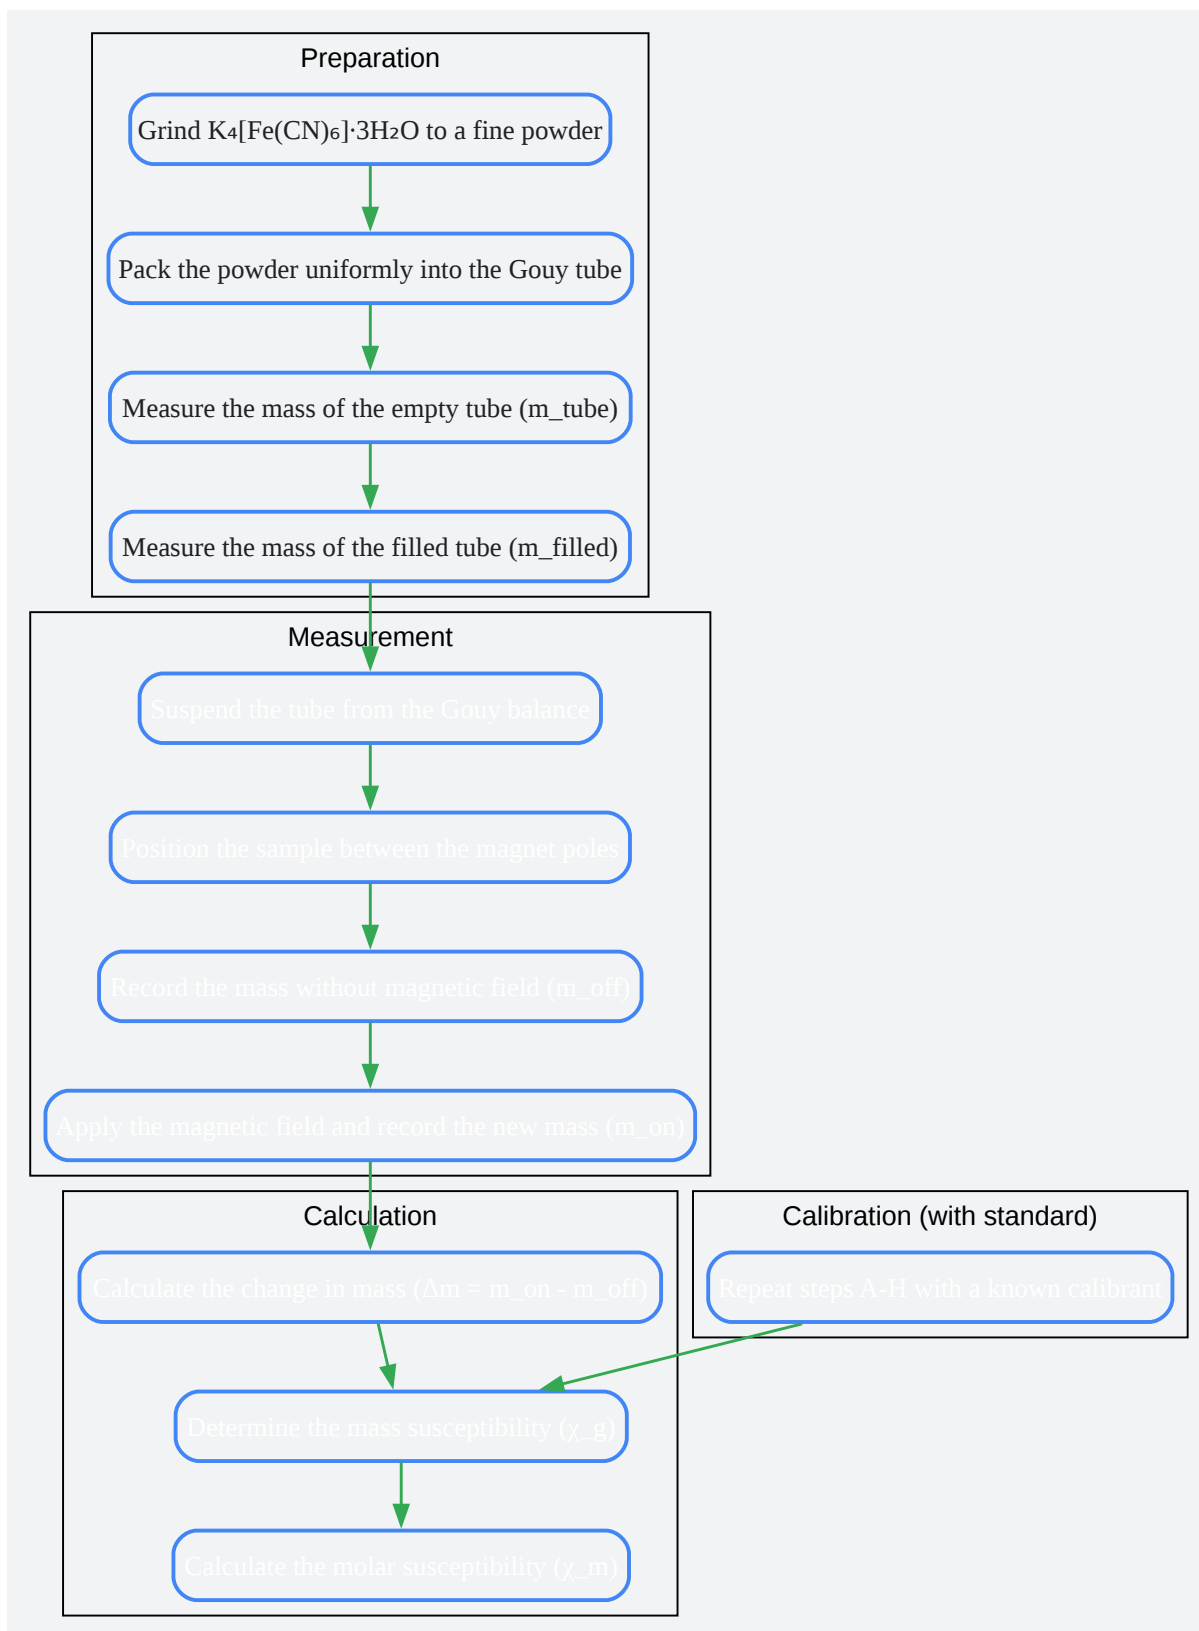 Preparation
Grind K₄[Fe(CN)₆]·3H₂O to a fine powder
Pack the powder uniformly into the Gouy tube
Measure the mass of the empty tube (m_tube)
Measure the mass of the filled tube (m_filled)
Measurement
Suspend the tube from the Gouy balance
Position the sample between the magnet poles
Record the mass without magnetic field (m_off)
Apply the magnetic field and record the new mass (m_on)
Calculation
Calculate the change in mass (Δm = m_on - m_off)
Determine the mass susceptibility (χ_g)
Calculate the molar susceptibility (χ_m)
Calibration (with standard)
Repeat steps A-H with a known calibrant